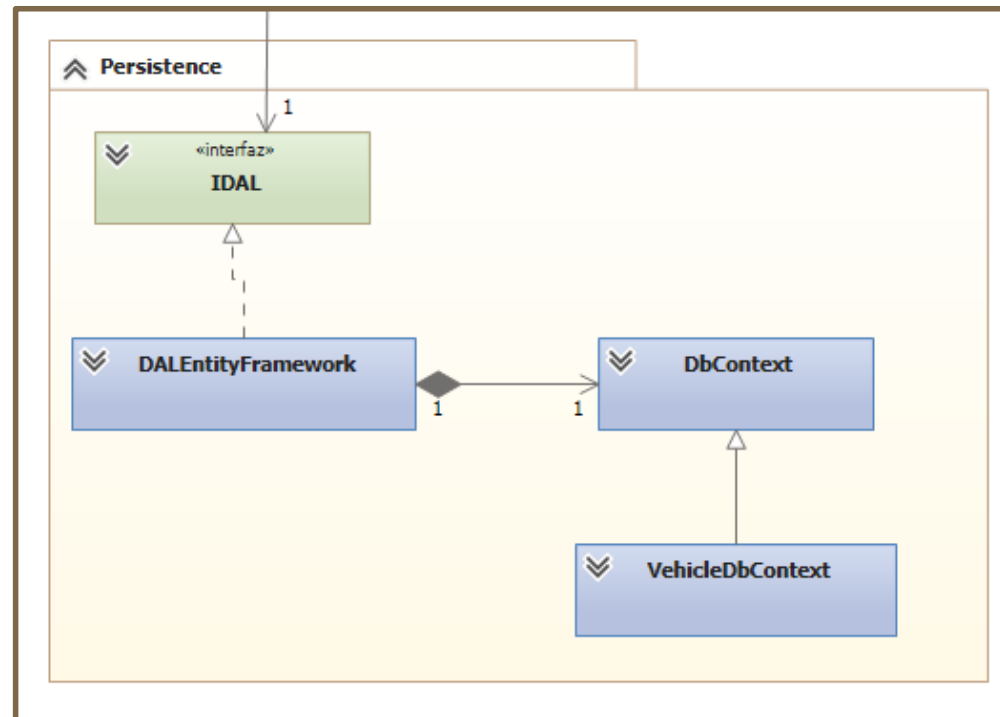 Persistence
1
«interfaz»
IDAL
DALEntityFramework
DbContext
1
1
VehicleDbContext